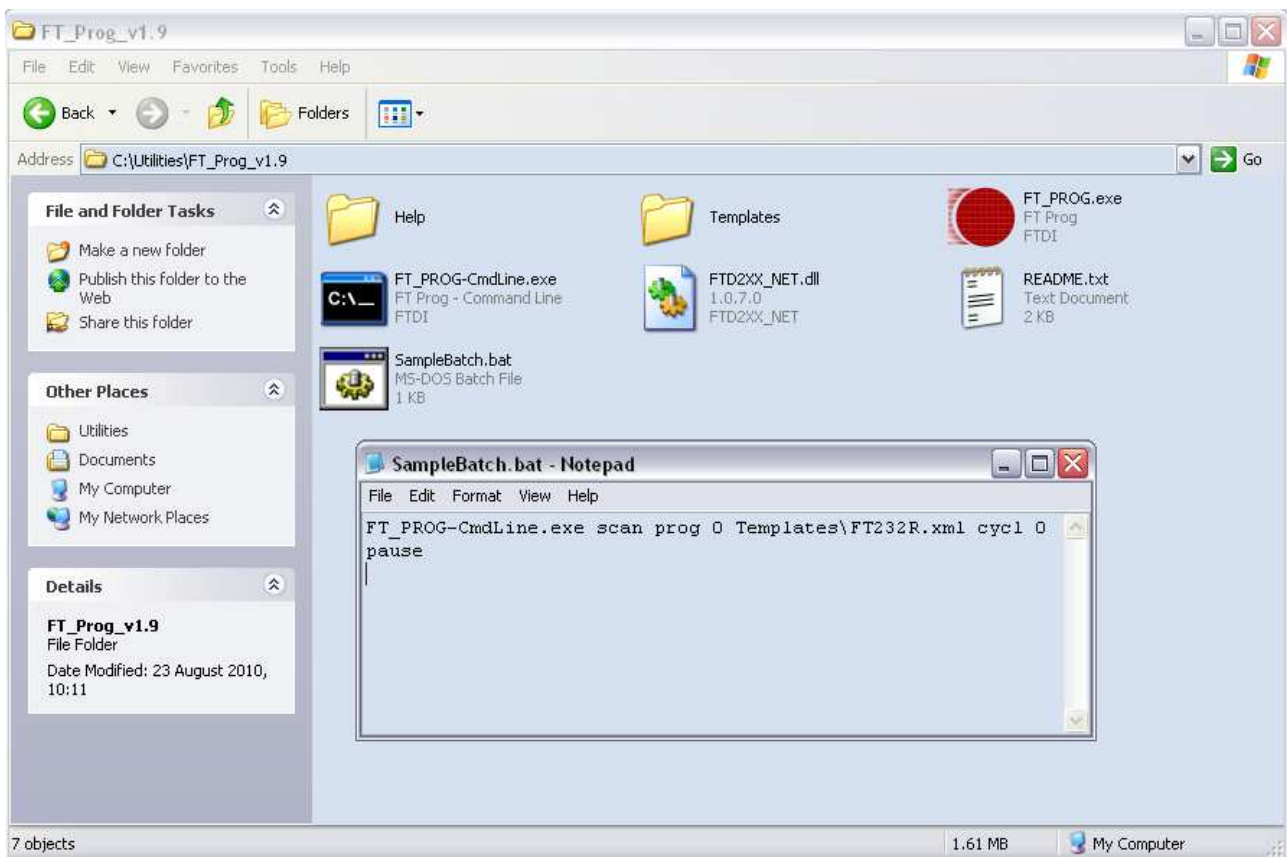 FT_Prog_v1.9
File Edit View Favorites Tools Help
Back Folders
Address C:\Utilities\FT_Prog_v1.9 Go
File and Folder Tasks
Make a new folder
Publish this folder to the
Web
Share this folder
Other Places
Utilities
Documents
My Computer
My Network Places
Details
FT_Prog_v1.9
File Folder
Date Modified: 23 August 2010,
10:11
Help
Templates
FT_PROG.exe
FT Prog
FTDI
C:\_
FT_PROG-CmdLine.exe
FT Prog - Command Line
FTDI
FTD2XX_NET.dll
1.0.7.0
FTD2XX_NET
README.txt
Text Document
2 KB
SampleBatch.bat
MS-DOS Batch File
1 KB
SampleBatch.bat - Notepad
File Edit Format View Help
FT_PROG-CmdLine.exe scan prog 0 Templates\FT232R.xml cycl 0
pause
7 objects 1.61 MB My Computer